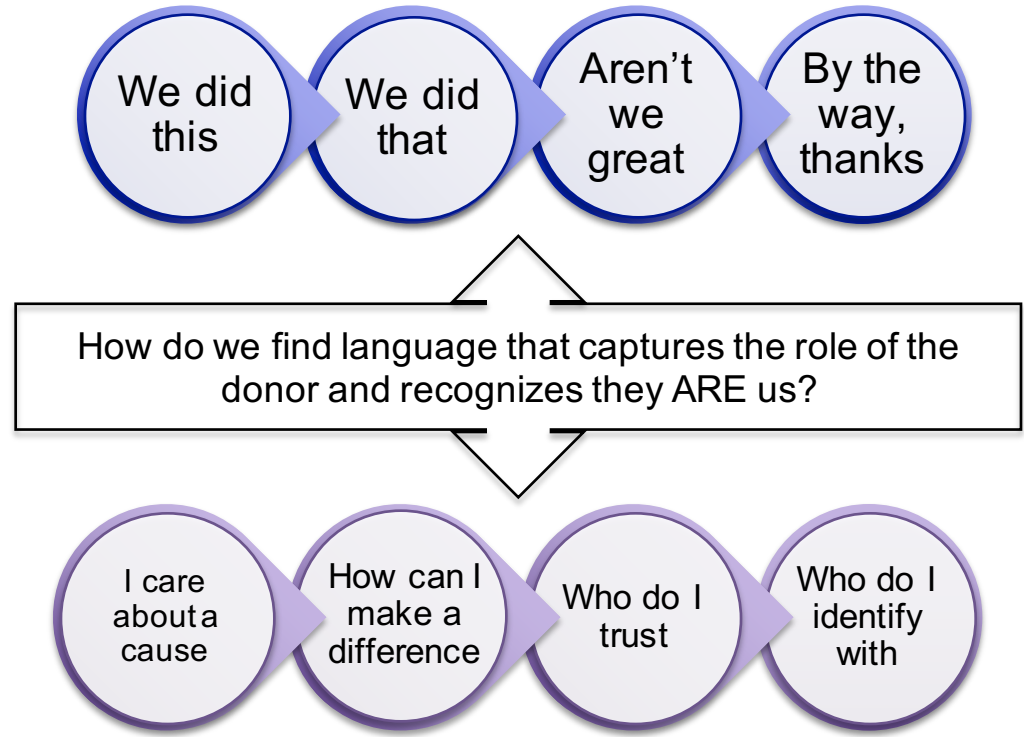 We did
this
We did
that
Aren’t
we
great
By the
way,
thanks
How do we find language that captures the role of the
donor and recognizes they ARE us?
I care
about a
cause
How can I
make a
difference
Who do I
trust
Who do I
identify
with